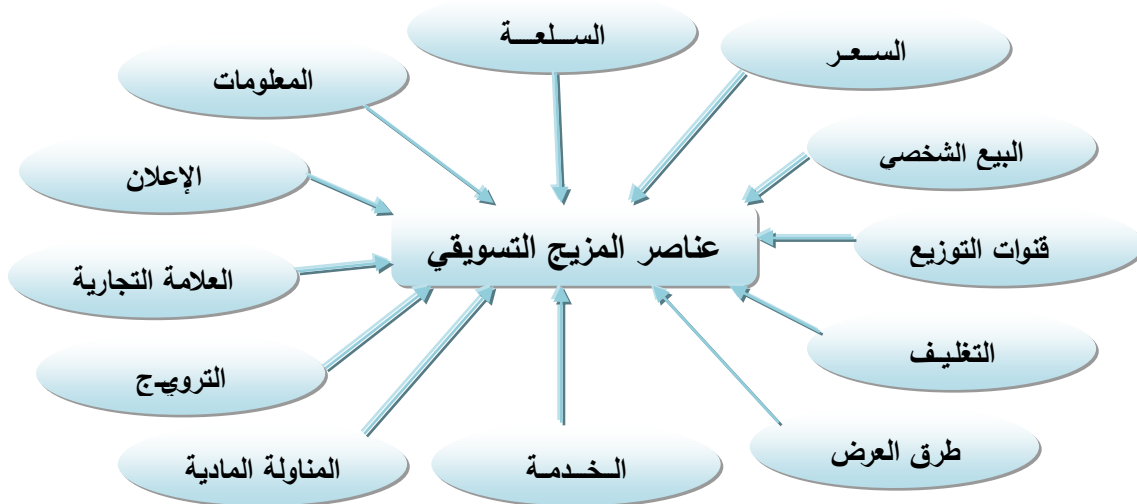 السلعة
السعر
المعلومات
البيع الشخصي
الإعلان
عناصر المزيج التسويقي
قنوات التوزيع
العلامة التجارية
التغليف
الترويج
طرق العرض
الخدمة
المناولة المادية